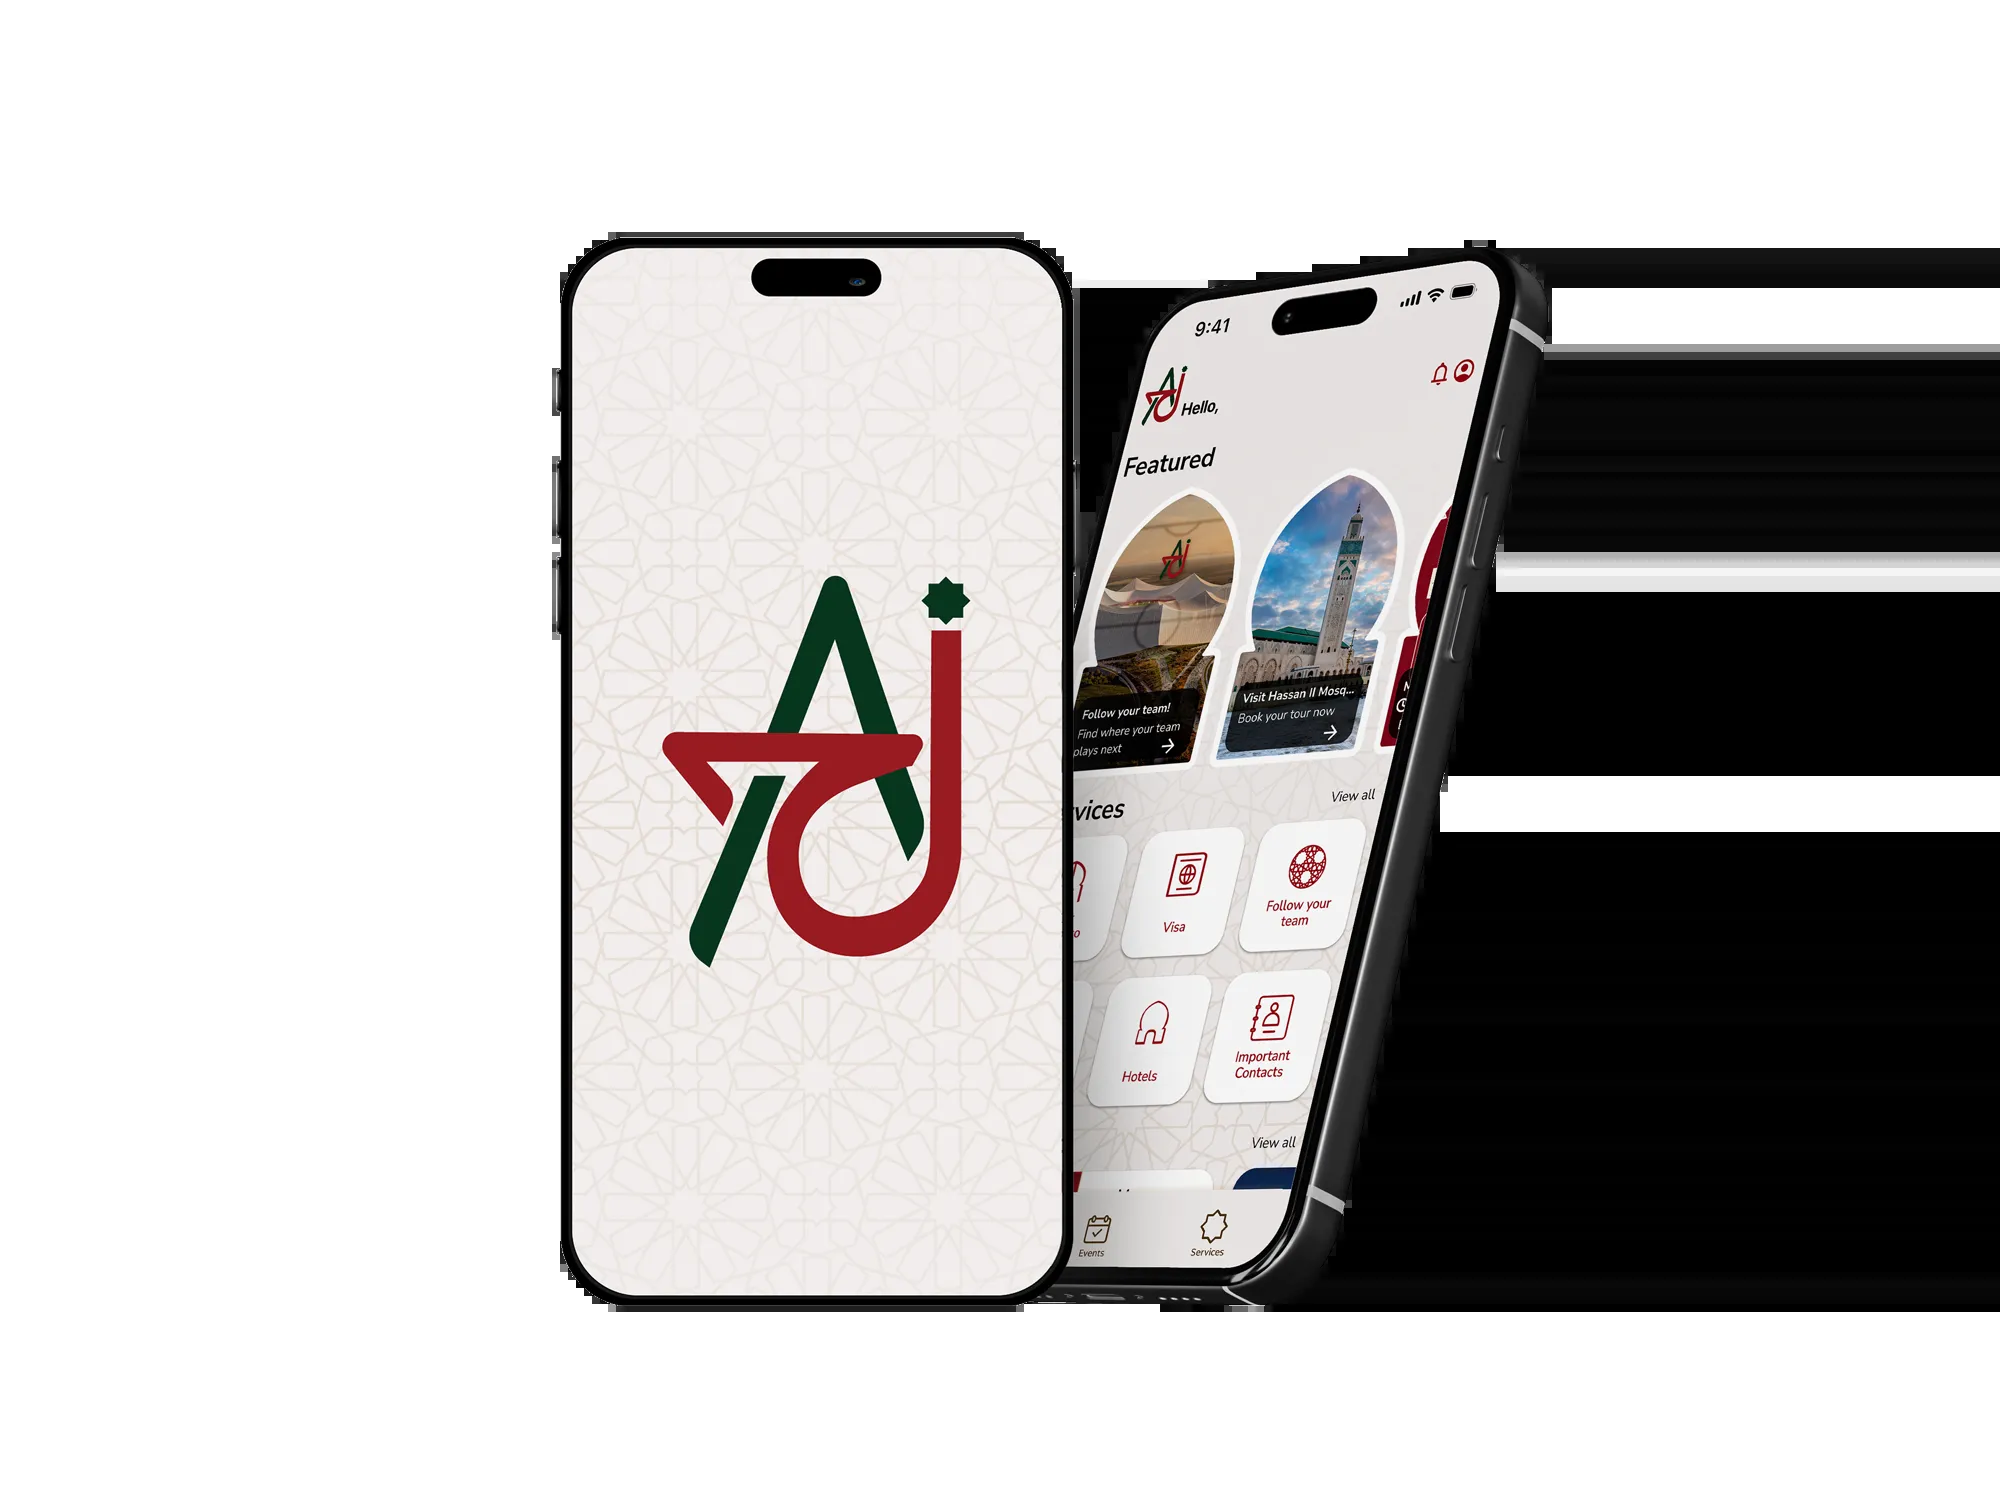 9:41
Hello,
Featured
Follow your team!
Find where your team
plays next
Visit Hassan II Mosq...
Book your tour now
View all
Visa
Follow your
team
Hotels
Important
Contacts
View all
Events
Services